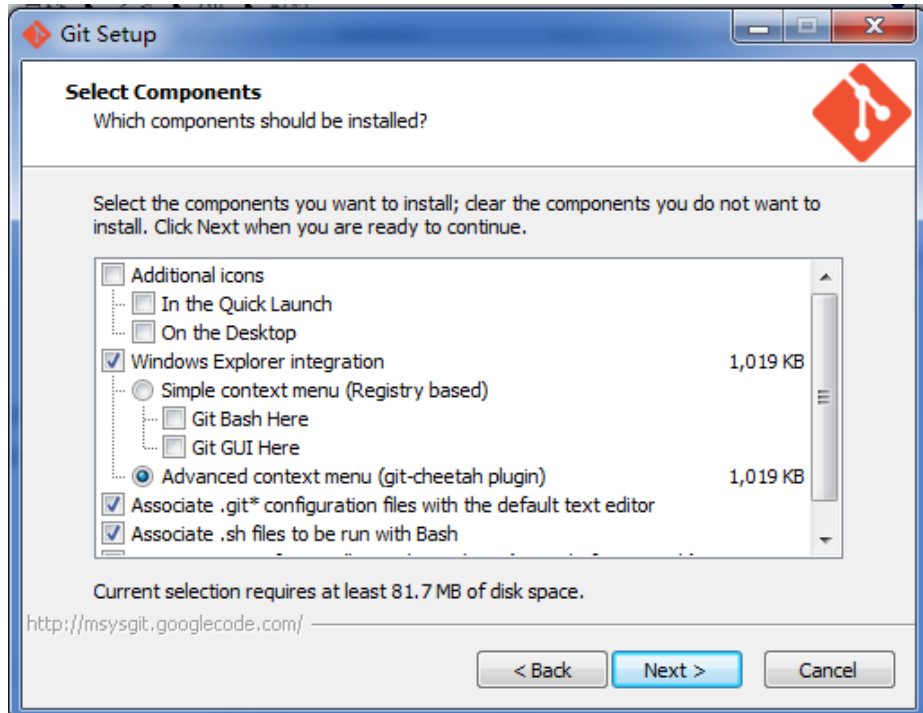 Git Setup
Select Components
Which components should be installed?
Select the components you want to install; clear the components you do not want to
install. Click Next when you are ready to continue.
Additional icons
In the Quick Launch
On the Desktop
Windows Explorer integration 1,019 KB
Simple context menu (Registry based)
Git Bash Here
Git GUI Here
Advanced context menu (git-cheetah plugin) 1,019 KB
Associate .git* configuration files with the default text editor
Associate .sh files to be run with Bash
Current selection requires at least 81.7 MB of disk space.
http://msysgit.googlecode.com/
< Back Next > Cancel